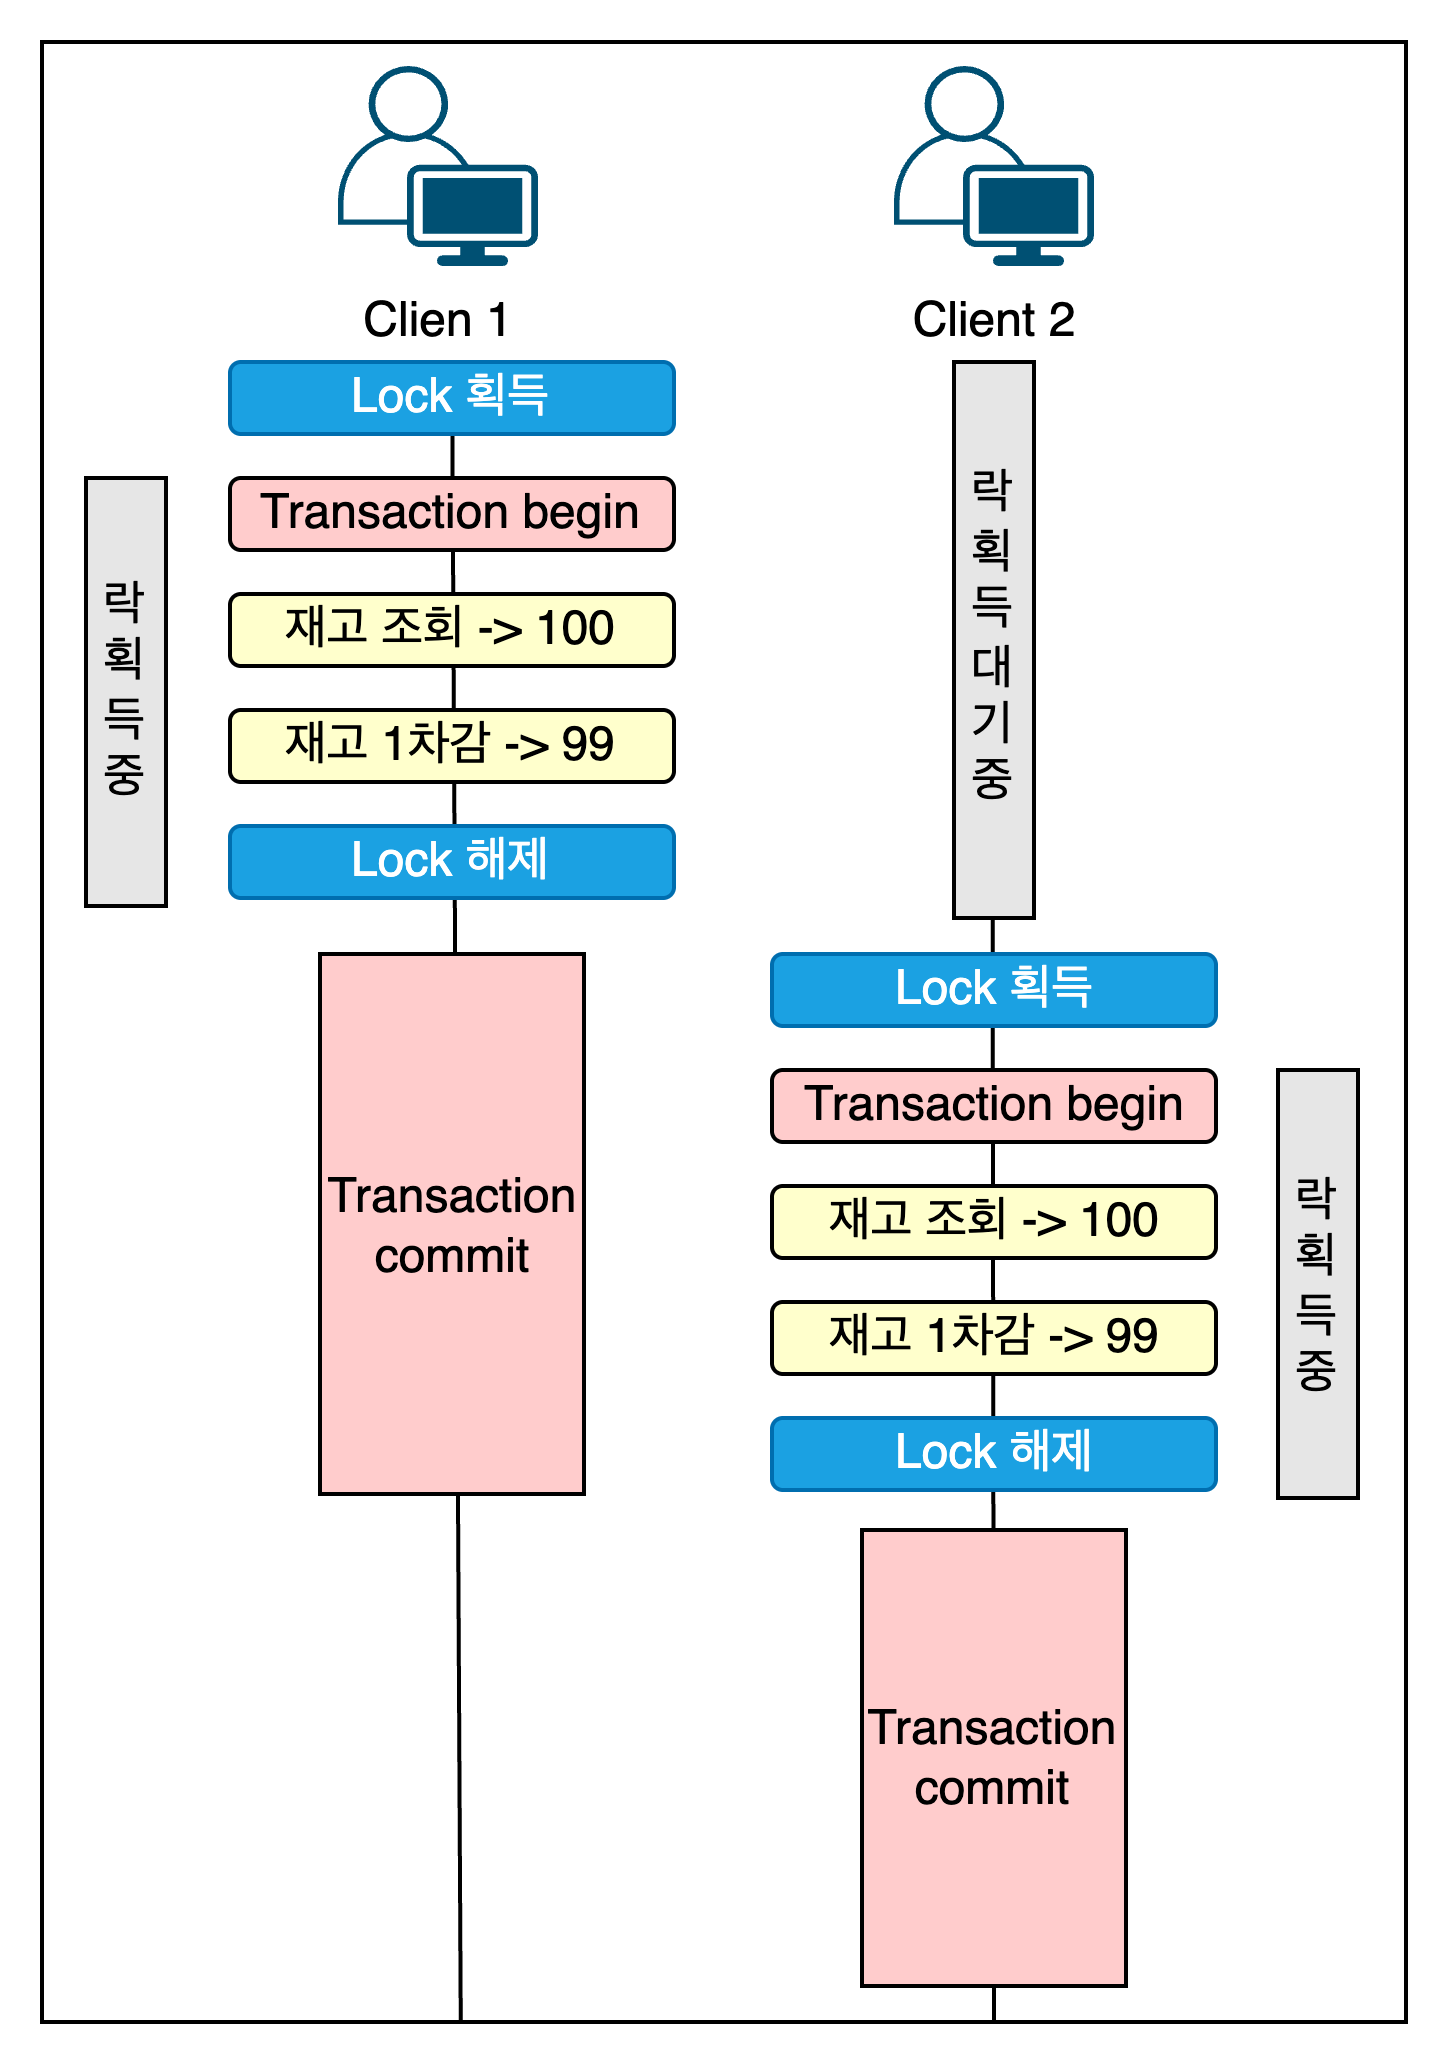 Clien 1
Lock 획득
Transaction begin
재고 조회 -> 100
재고 1차감 -> 99
Lock 해제
락획득중
Transaction
commit
Client 2
락획득대기중
Lock 획득
Transaction begin
재고 조회 -> 100
재고 1차감 -> 99
Lock 해제
락획득중
Transaction
commit